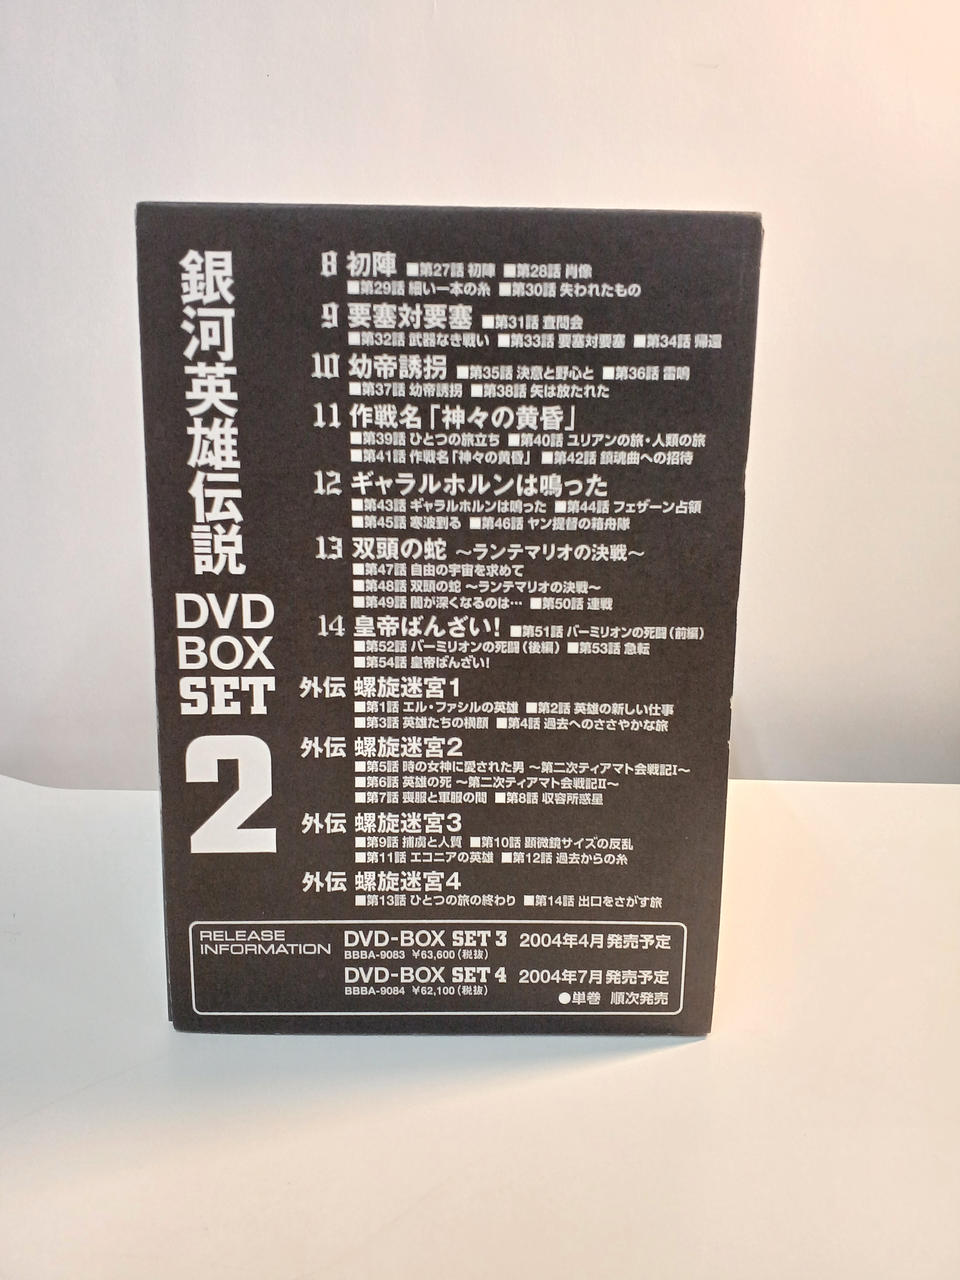 銀河英雄伝説
DVD
BOX
SET
2
8 初陣 ■第27話 初陣 ■第28話 肖像
■第29話 細い一本の糸 ■第30話 失われたもの
9 要塞対要塞 ■第31話 査問会
■第32話 武器なき戦い ■第33話 要塞対要塞 ■第34話 帰還
10 幼帝誘拐 ■第35話 決意と野心と ■第36話 雷鳴
■第37話 幼帝誘拐 ■第38話 矢は放たれた
11 作戦名「神々の黄昏」
■第39話 ひとつの旅立ち ■第40話 ユリアンの旅・人類の旅
■第41話 作戦名「神々の黄昏」 ■第42話 鎮魂曲への招待
12 ギャラルホルンは鳴った
■第43話 ギャラルホルンは鳴った ■第44話 フェザーン占領
■第45話 寒波到る ■第46話 ヤン提督の箱舟隊
13 双頭の蛇 〜ランテマリオの決戦〜
■第47話 自由の宇宙を求めて
■第48話 双頭の蛇 〜ランテマリオの決戦〜
■第49話 闇が深くなるのは… ■第50話 連戦
14 皇帝ばんざい! ■第51話 バーミリオンの死闘(前編)
■第52話 バーミリオンの死闘(後編) ■第53話 急転
■第54話 皇帝ばんざい!
外伝 螺旋迷宮1
■第1話 エル・ファシルの英雄 ■第2話 英雄の新しい仕事
■第3話 英雄たちの横顔 ■第4話 過去へのささやかな旅
外伝 螺旋迷宮2
■第5話 時の女神に愛された男 〜第二次ティアマト会戦記I〜
■第6話 英雄の死 〜第二次ティアマト会戦記II〜
■第7話 喪服と軍服の間 ■第8話 収容所惑星
外伝 螺旋迷宮3
■第9話 捕虜と人質 ■第10話 顕微鏡サイズの反乱
■第11話 エコニアの英雄 ■第12話 過去からの糸
外伝 螺旋迷宮4
■第13話 ひとつの旅の終わり ■第14話 出口をさがす旅
RELEASE
INFORMATION
DVD-BOX SET 3 2004年4月発売予定
BBBA-9083 ¥63,600(税抜)
DVD-BOX SET 4 2004年7月発売予定
BBBA-9084 ¥62,100(税抜)
●単巻 順次発売